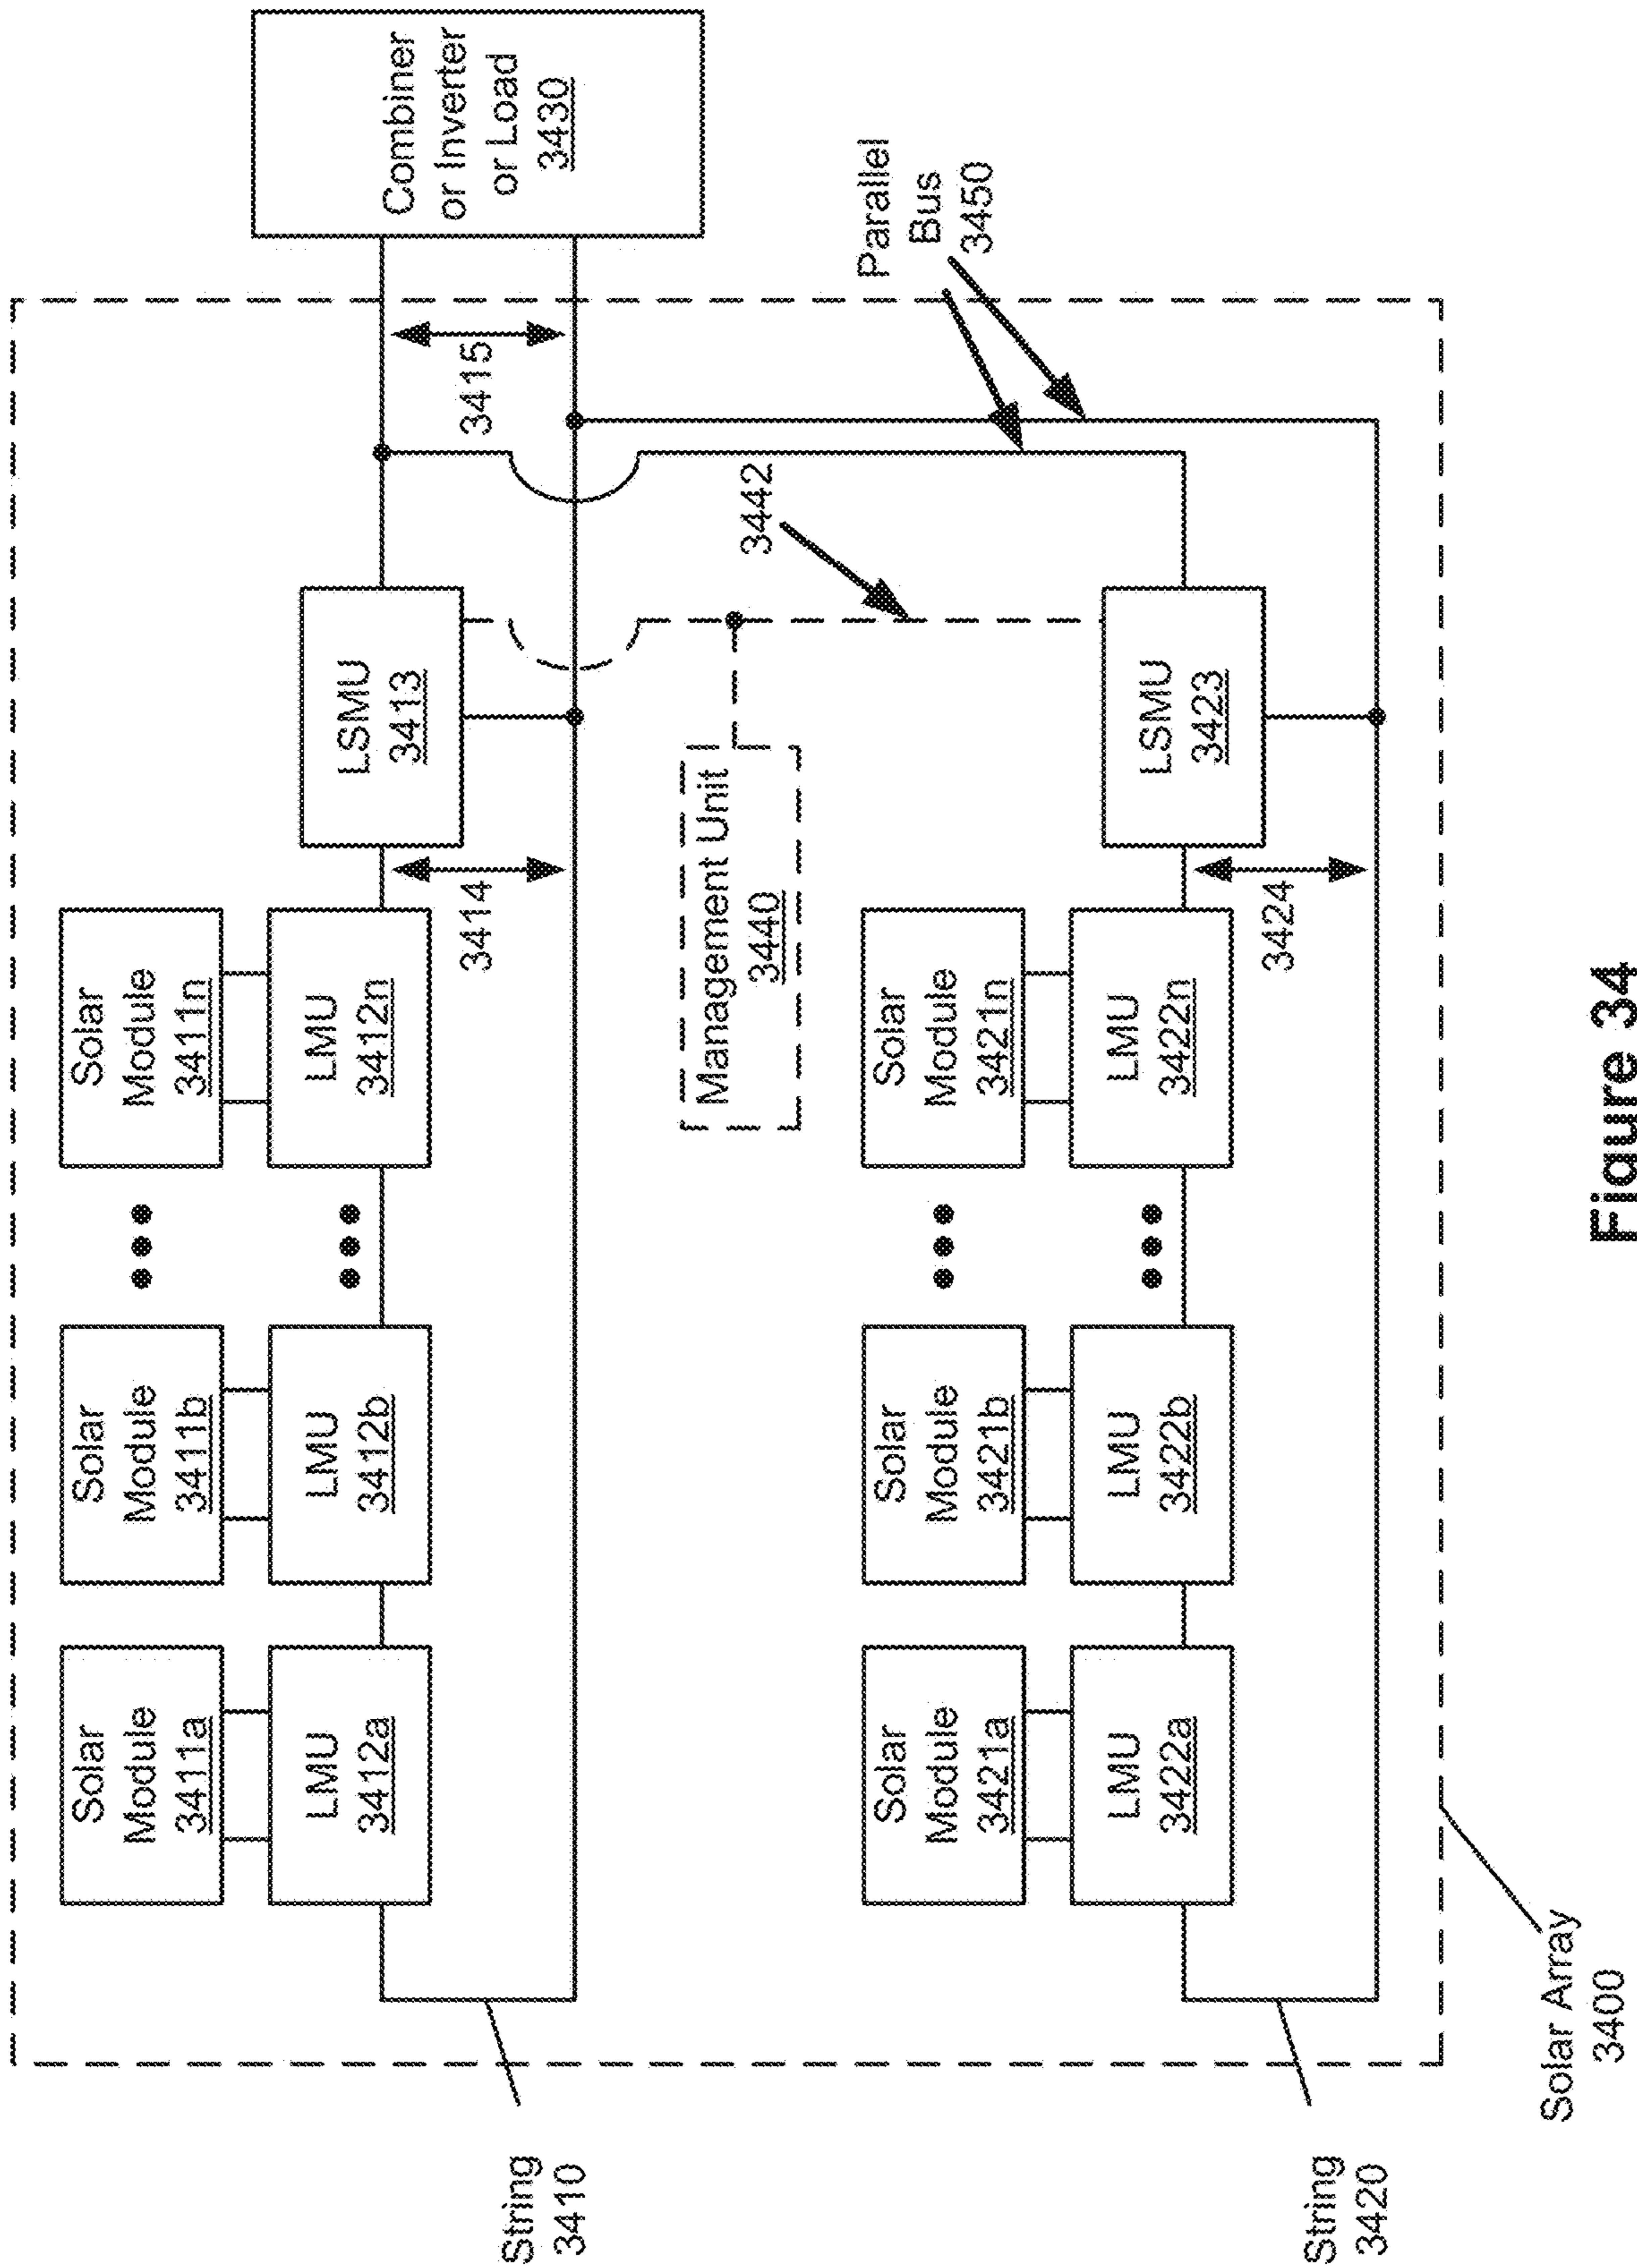 Solar
Module
3411a
Solar
Module
3411b
Solar
Module
3411n
LMU
3412a
LMU
3412b
LMU
3412n
LSMU
3413
Combiner
or Inverter
or Load
3430
3414
3415
String
3410
Management Unit
3440
3442
Parallel
Bus
3450
Solar
Module
3421a
Solar
Module
3421b
Solar
Module
3421n
LMU
3422a
LMU
3422b
LMU
3422n
LSMU
3423
3424
String
3420
Solar Array
3400
Figure 34